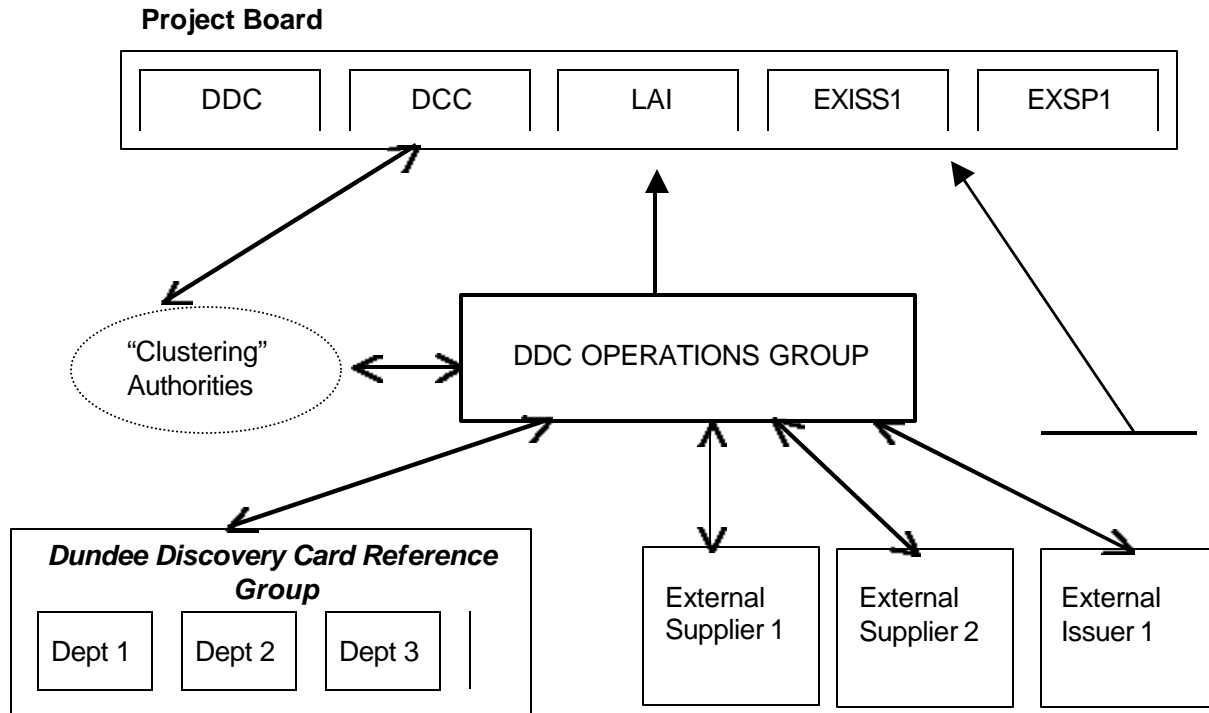 Project Board
DDC
DCC
LAI
EXISS1
EXSP1
“Clustering”
Authorities
DDC OPERATIONS GROUP
Dundee Discovery Card Reference
Group
Dept 1
Dept 2
Dept 3
External
Supplier 1
External
Supplier 2
External
Issuer 1